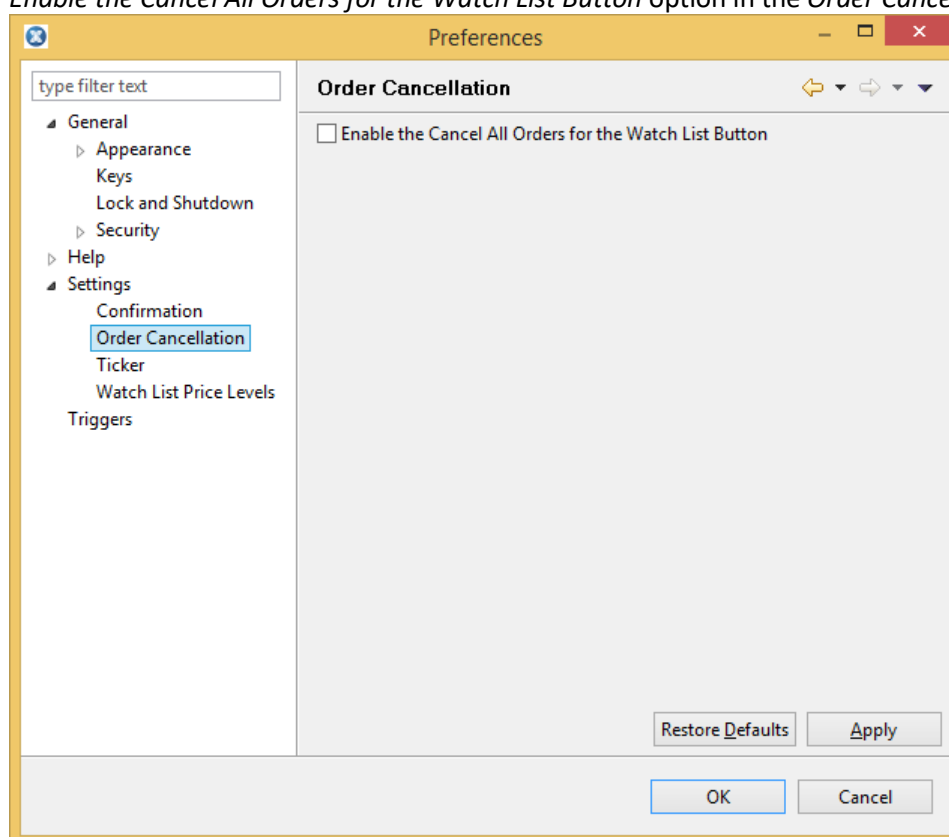 Enable the Cancel All Orders for the Watch List Button option in the Order Cance
Preferences
type filter text
General
Appearance
Keys
Lock and Shutdown
Security
Help
Settings
Confirmation
Order Cancellation
Ticker
Watch List Price Levels
Triggers
Order Cancellation
Enable the Cancel All Orders for the Watch List Button
Restore Defaults
Apply
OK
Cancel